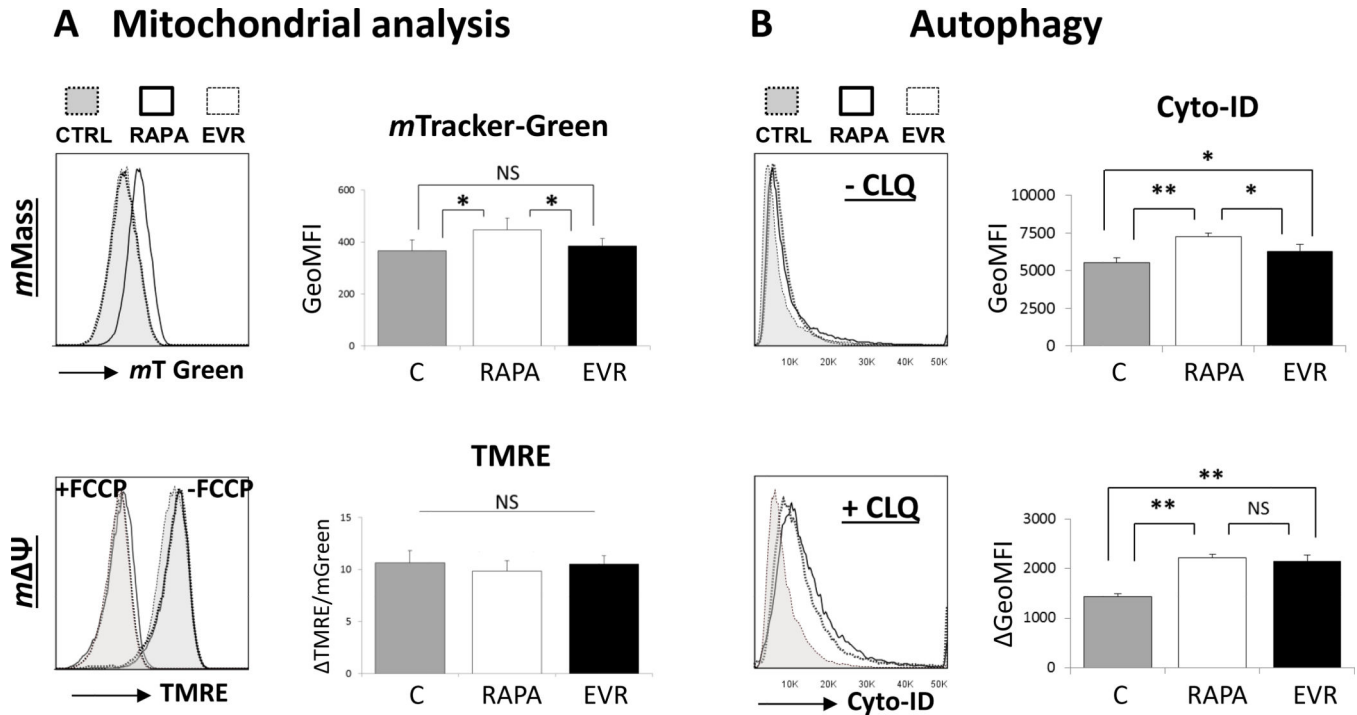 A Mitochondrial analysis
CTRL RAPA EVR
mTracker-Green
mMass
mT Green
GeoMFI
600
400
200
0
NS
* *
C RAPA EVR
TMRE
+FCCP -FCCP
mΔΨ
TMRE
ΔTMRE/mGreen
15
10
5
0
NS
C RAPA EVR
B Autophagy
CTRL RAPA EVR
Cyto-ID
- CLQ
10K 20K 30K 40K 50K
GeoMFI
10000
7500
5000
2500
0
*
** *
C RAPA EVR
+ CLQ
10K 20K 30K 40K 50K
Cyto-ID
ΔGeoMFI
3000
2000
1000
0
**
** NS
C RAPA EVR